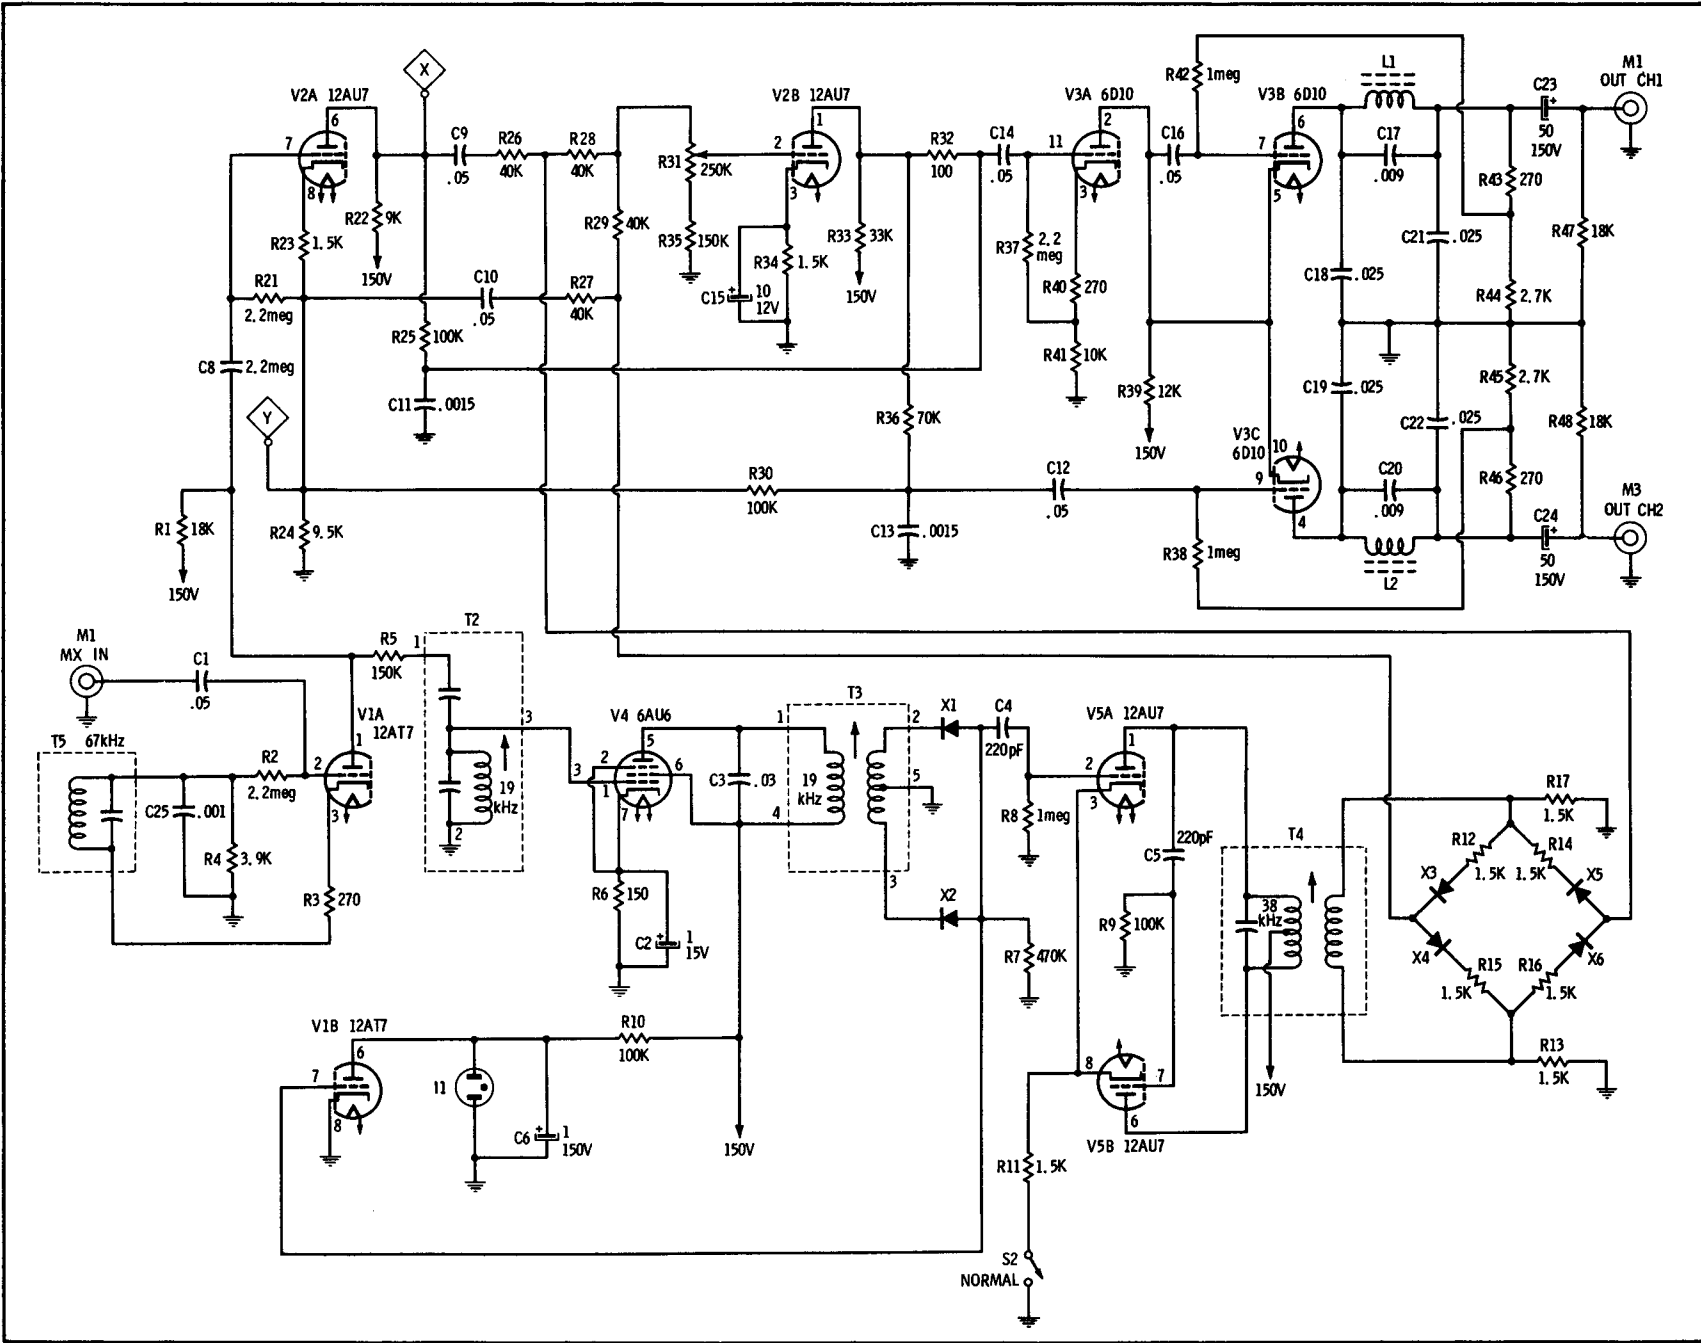 X
V2A 12AU7
6
7
8
C9
.05
R26
40K
R28
40K
R22
9K
150V
R23
1.5K
R21
2.2meg
C8
2.2meg
C10
.05
R27
40K
R29
40K
R25
100K
C11
.0015
Y
R1
18K
150V
R24
9.5K
R31
250K
R35
150K
V2B 12AU7
1
2
3
R34
1.5K
C15
+
10
12V
R33
33K
150V
R32
100
C14
.05
R36
70K
R30
100K
C13
.0015
C12
.05
R37
2.2
meg
V3A 6D10
2
11
3
R40
270
R41
10K
R39
12K
150V
C16
.05
R42
1meg
V3B 6D10
6
7
5
V3C
6D10
10
9
4
R38
1meg
L1
C17
.009
C18
.025
C21
.025
C19
.025
C22
.025
C20
.009
L2
R43
270
R44
2.7K
R45
2.7K
R46
270
C23
+
50
150V
R47
18K
R48
18K
C24
+
50
150V
M1
OUT CH1
M3
OUT CH2
M1
MX IN
C1
.05
T5 67kHz
C25
.001
R4
3.9K
R2
2.2meg
V1A
12AT7
1
2
3
R3
270
R5
150K
T2
1
3
2
19
kHz
V4 6AU6
5
2
3
1
6
7
R6
150
C2
+
1
15V
C3
.03
T3
1
4
19
kHz
2
5
3
X1
X2
C4
220pF
R8
1meg
R7
470K
V5A 12AU7
1
2
3
220pF
C5
R9
100K
T4
38
kHz
150V
R17
1.5K
R12
1.5K
R14
1.5K
X3
X5
X4
X6
R15
1.5K
R16
1.5K
R13
1.5K
V1B 12AT7
6
7
8
I1
C6
+
1
150V
R10
100K
150V
8
7
6
V5B 12AU7
R11
1.5K
S2
NORMAL